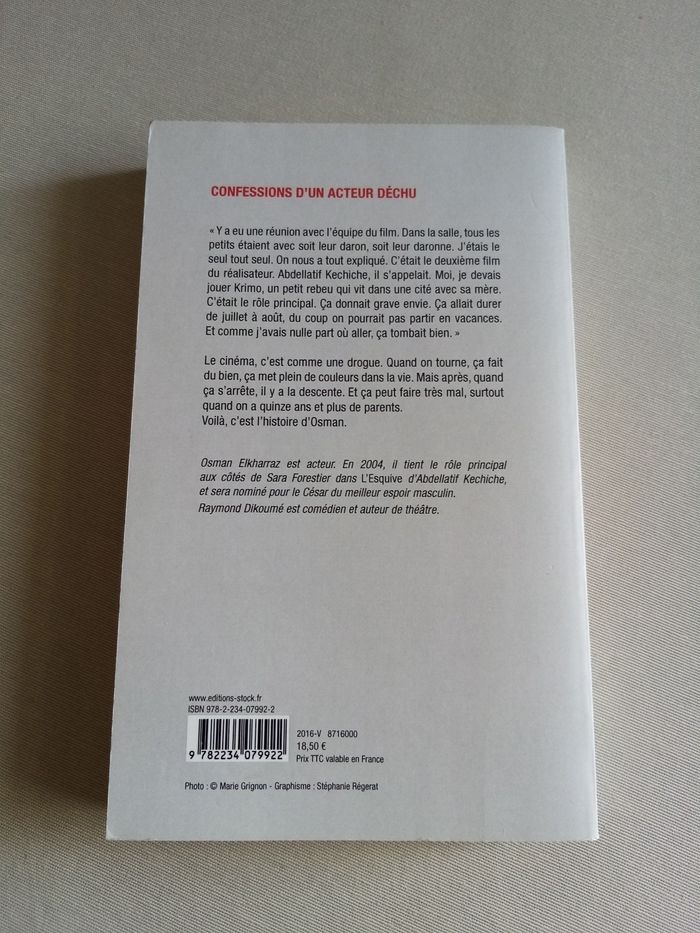 CONFESSIONS D'UN ACTEUR DÉCHU
« Y a eu une réunion avec l'équipe du film. Dans la salle, tous les
petits étaient avec soit leur daron, soit leur daronne. J'étais le
seul tout seul. On nous a tout expliqué. C'était le deuxième film
du réalisateur. Abdellatif Kechiche, il s'appelait. Moi, je devais
jouer Krimo, un petit rebeu qui vit dans une cité avec sa mère.
C'était le rôle principal. Ça donnait grave envie. Ça allait durer
de juillet à août, du coup on pourrait pas partir en vacances.
Et comme j'avais nulle part où aller, ça tombait bien. »
Le cinéma, c'est comme une drogue. Quand on tourne, ça fait
du bien, ça met plein de couleurs dans la vie. Mais après, quand
ça s'arrête, il y a la descente. Et ça peut faire très mal, surtout
quand on a quinze ans et plus de parents.
Voilà, c'est l'histoire d'Osman.
Osman Elkharraz est acteur. En 2004, il tient le rôle principal
aux côtés de Sara Forestier dans L'Esquive d'Abdellatif Kechiche,
et sera nominé pour le César du meilleur espoir masculin.
Raymond Dikoumé est comédien et auteur de théâtre.
www.editions-stock.fr
ISBN 978-2-234-07992-2
9 782234 079922
2016-V 8716000
18,50 €
Prix TTC valable en France
Photo : © Marie Grignon - Graphisme : Stéphanie Régerat